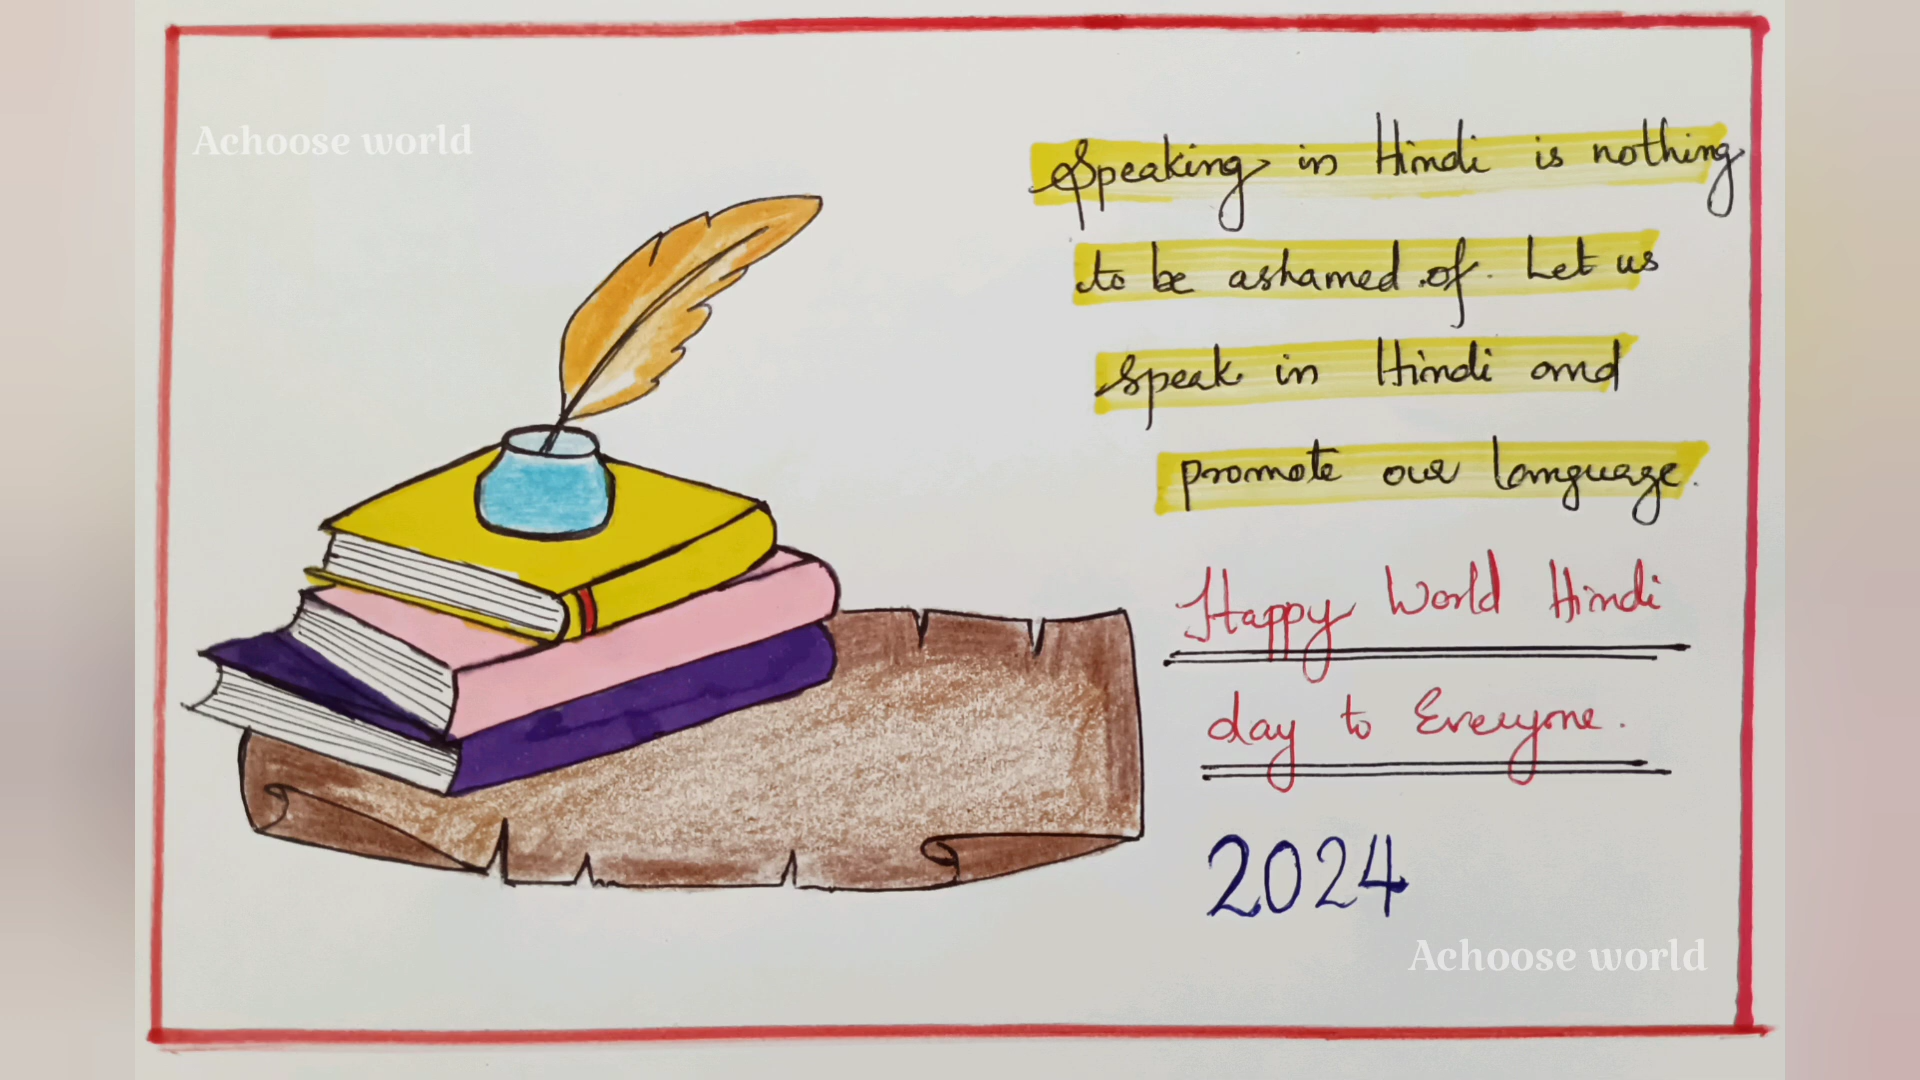 Achoose world
Speaking in Hindi is nothing
to be ashamed of. Let us
speak in Hindi and
promote our language.
Happy World Hindi
day to Everyone.
2024
Achoose world